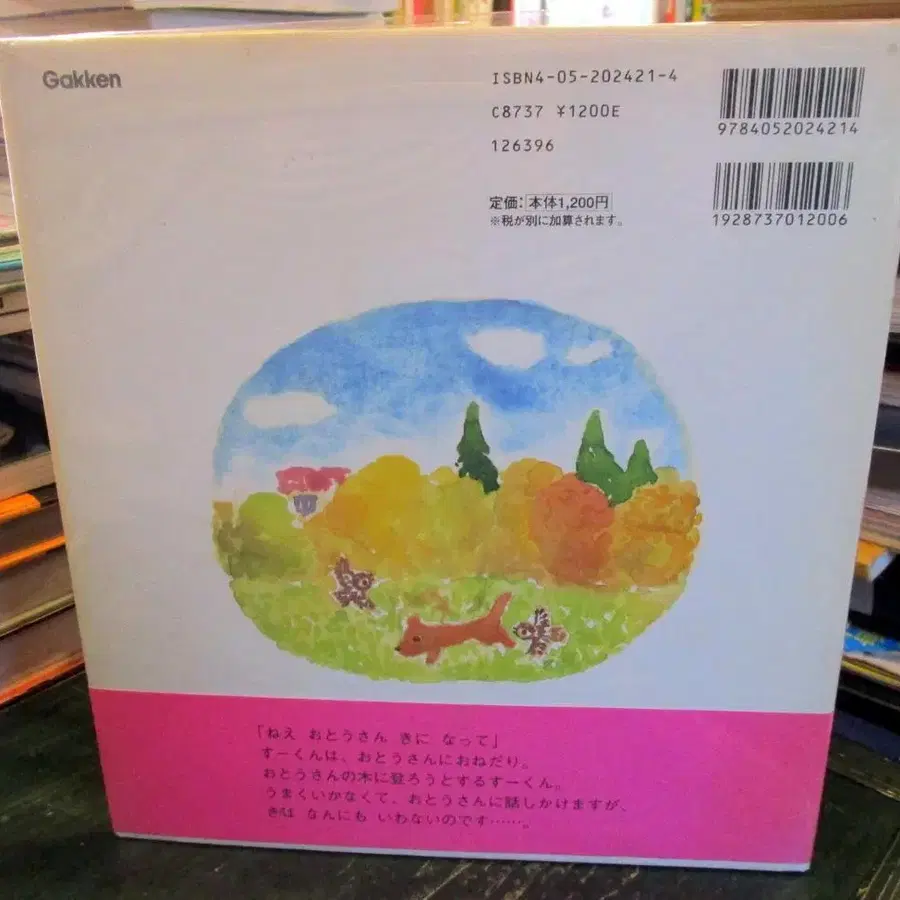 Gakken
ISBN4-05-202421-4
C8737 ¥1200E
126396
9784052024214
1928737012006
定価:本体1,200円
※税が別に加算されます。
「ねえ おとうさん きに なって」
すーくんは、おとうさんにおねだり。
おとうさんの木に登ろうとするすーくん。
うまくいかなくて、おとうさんに話しかけますが、
きは なんにも いわないのです……。